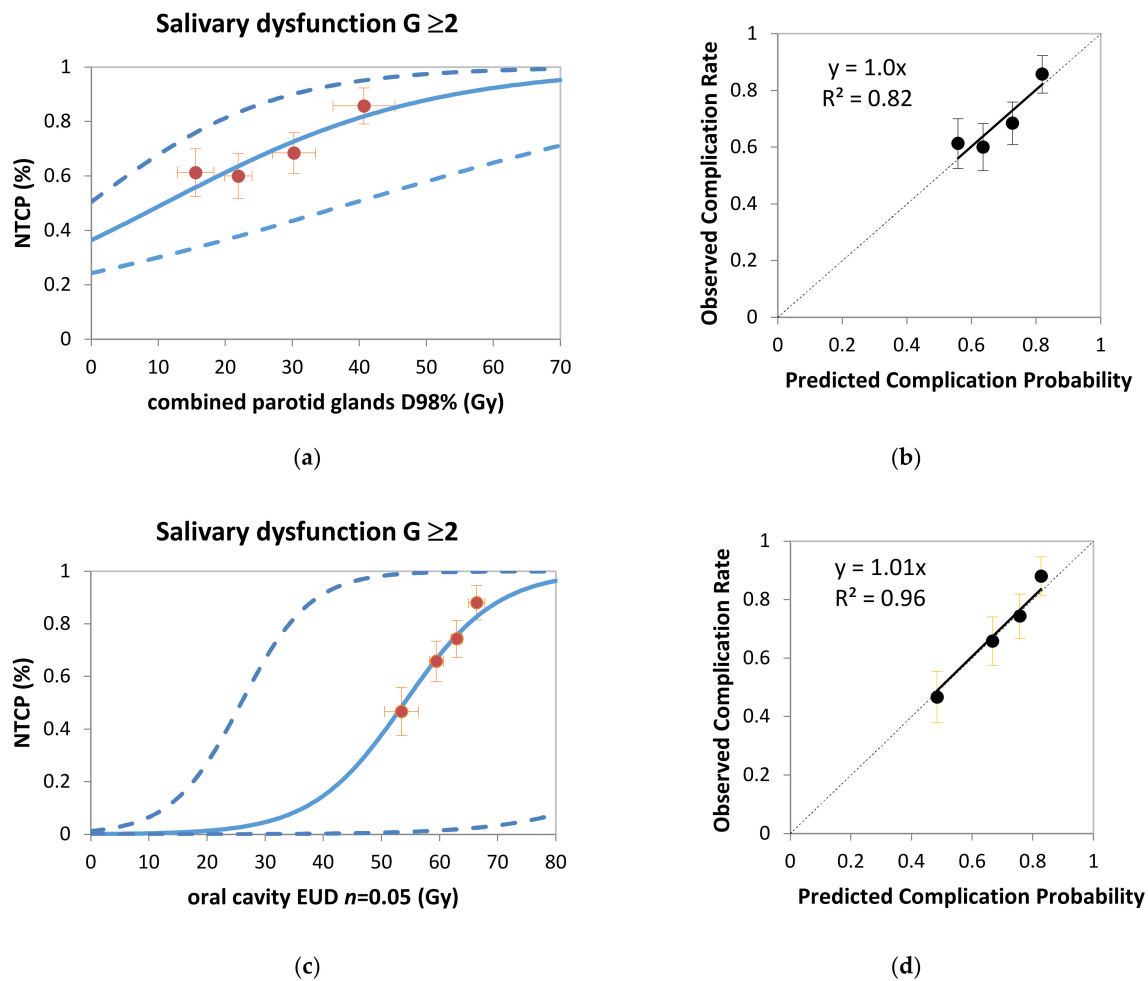 Salivary dysfunction G ≥2
1
0.8
0.6
0.4
0.2
0
NTCP (%)
0 10 20 30 40 50 60 70
combined parotid glands D98% (Gy)
(a)
1
0.8
0.6
0.4
0.2
0
Observed Complication Rate
y = 1.0x
R² = 0.82
0 0.2 0.4 0.6 0.8 1
Predicted Complication Probability
(b)
Salivary dysfunction G ≥2
1
0.8
0.6
0.4
0.2
0
NTCP (%)
0 10 20 30 40 50 60 70 80
oral cavity EUD n=0.05 (Gy)
(c)
1
0.8
0.6
0.4
0.2
0
Observed Complication Rate
y = 1.01x
R² = 0.96
0 0.2 0.4 0.6 0.8 1
Predicted Complication Probability
(d)